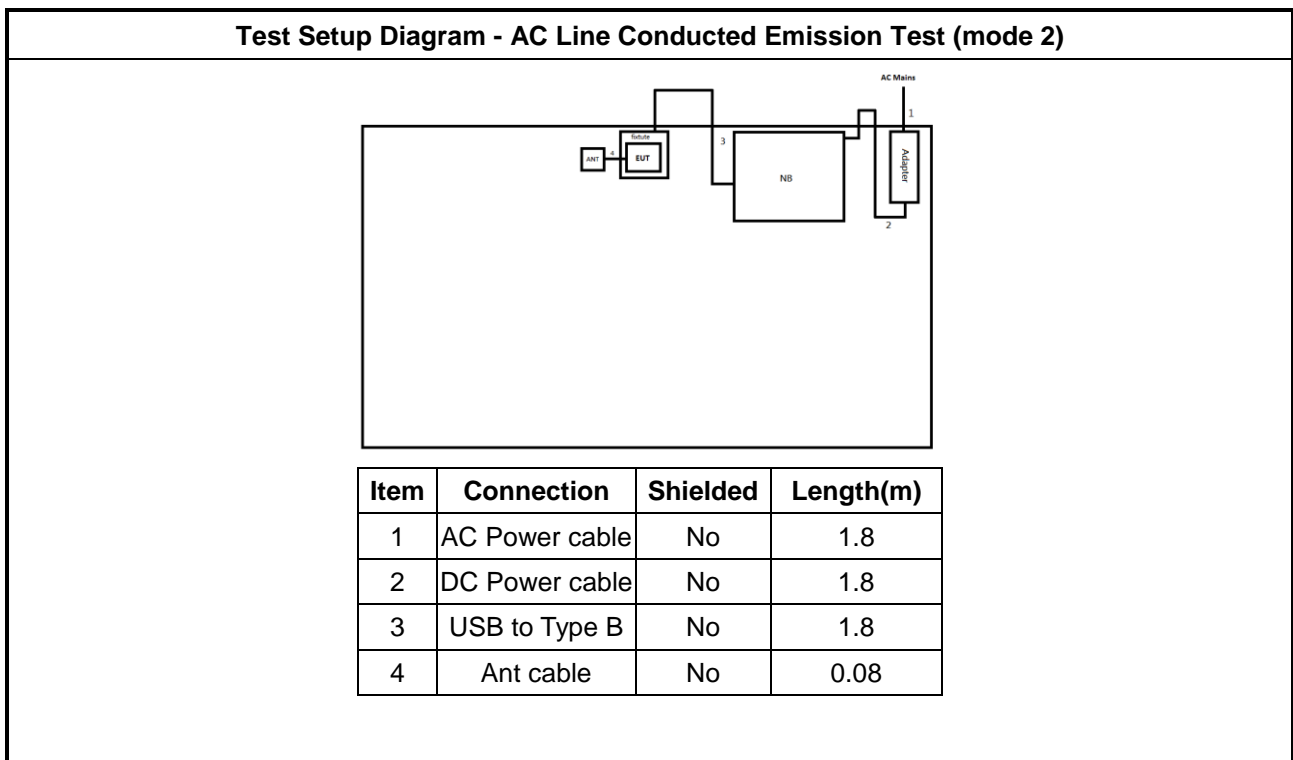 Test Setup Diagram - AC Line Conducted Emission Test (mode 2)
AC Mains
1
fixtute
ANT
4
EUT
3
NB
Adapter
2
Item Connection Shielded Length(m)
1 AC Power cable No 1.8
2 DC Power cable No 1.8
3 USB to Type B No 1.8
4 Ant cable No 0.08